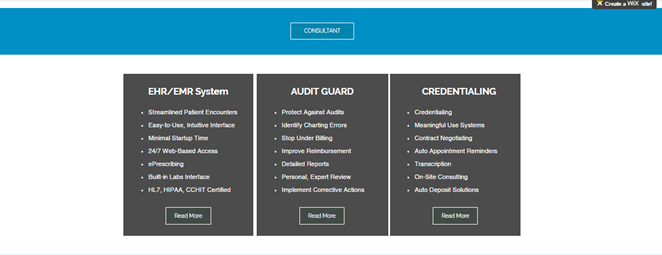 Create a WiX site!
CONSULTANT
EHR/EMR System
• Streamlined Patient Encounters
• Easy-to-Use, Intuitive Interface
• Minimal Startup Time
• 24/7 Web-Based Access
• ePrescribing
• Built-in Labs Interface
• HL7, HIPAA, CCHIT Certified
Read More
AUDIT GUARD
• Protect Against Audits
• Identify Charting Errors
• Stop Under Billing
• Improve Reimbursement
• Detailed Reports
• Personal, Expert Review
• Implement Corrective Actions
Read More
CREDENTIALING
• Credentialing
• Meaningful Use Systems
• Contract Negotiating
• Auto Appointment Reminders
• Transcription
• On-Site Consulting
• Auto Deposit Solutions
Read More